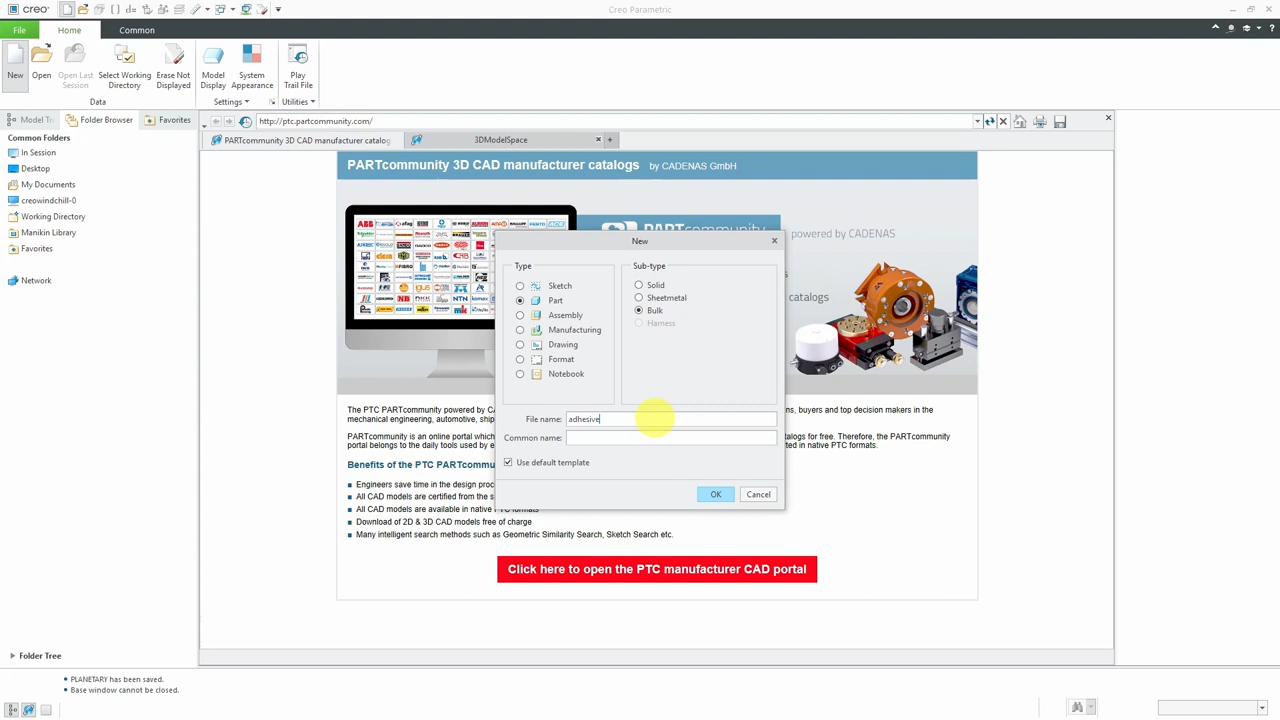 creo
Creo Parametric
File
Home
Common
New
Open
Open Last
Session
Select Working
Directory
Erase Not
Displayed
Model
Display
System
Appearance
Play
Trail File
Data
Settings
Utilities
Model Tr
Folder Browser
Favorites
http://ptc.partcommunity.com/
PARTcommunity 3D CAD manufacturer catalog
3DModelSpace
Common Folders
In Session
Desktop
My Documents
creowindchill-0
Working Directory
Manikin Library
Favorites
Network
Folder Tree
PARTcommunity 3D CAD manufacturer catalogs by CADENAS GmbH
powered by CADENAS
catalogs
New
Type
Sketch
Part
Assembly
Manufacturing
Drawing
Format
Notebook
Sub-type
Solid
Sheetmetal
Bulk
Harness
File name: adhesive
Common name:
Use default template
OK
Cancel
The PTC PARTcommunity powered by CA
ns, buyers and top decision makers in the
mechanical engineering, automotive, ship
PARTcommunity is an online portal which
talogs for free. Therefore, the PARTcommunity
portal belongs to the daily tools used by e
ted in native PTC formats.
Benefits of the PTC PARTcommu
Engineers save time in the design proc
All CAD models are certified from the s
All CAD models are available in native PTC formats
Download of 2D & 3D CAD models free of charge
Many intelligent search methods such as Geometric Similarity Search, Sketch Search etc.
Click here to open the PTC manufacturer CAD portal
PLANETARY has been saved.
Base window cannot be closed.